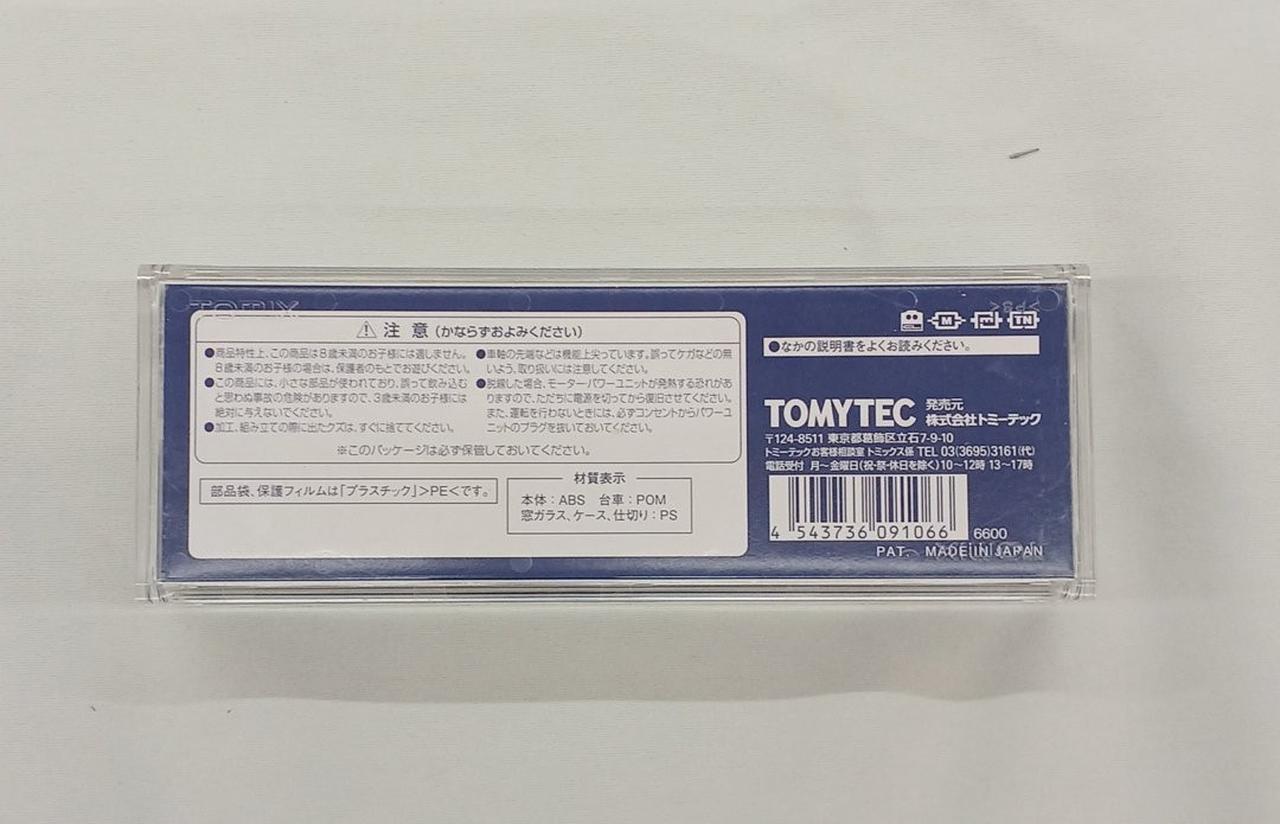 TOMIX
⚠ 注意(かならずおよみください)
●商品特性上、この商品は8歳未満のお子様には適しません。
8歳未満のお子様の場合は、保護者のもとでお遊びください。
●この商品には、小さな部品が使われており、誤って飲み込む
と思わぬ事故の危険がありますので、3歳未満のお子様には
絶対に与えないでください。
●加工、組み立ての際に出たクズは、すぐに捨ててください。
●車軸の先端などは機能上尖っています。誤ってケガなどの無
いよう、取り扱いには注意してください。
●脱線した場合、モーターパワーユニットが発熱する恐れがあ
りますので、ただちに電源を切ってから復旧させてください。
また、運転を行わないときには、必ずコンセントからパワーユ
ニットのプラグを抜いておいてください。
※このパッケージは必ず保管しておいてください。
部品袋、保護フィルムは「プラスチック」>PE<です。
材質表示
本体:ABS 台車:POM
窓ガラス、ケース、仕切り:PS
M TN
●なかの説明書をよくお読みください。
TOMYTEC 発売元 株式会社トミーテック
〒124-8511 東京都葛飾区立石7-9-10
トミーテックお客様相談室 トミックス係 TEL 03(3695)3161(代)
電話受付 月～金曜日(祝・祭・休日を除く)10～12時 13～17時
4 543736 091066 6600
PAT. MADE IN JAPAN